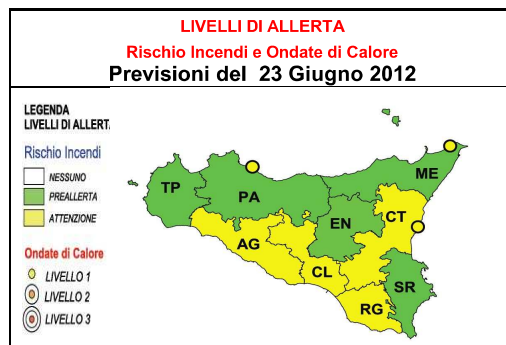 LIVELLI DI ALLERTA
Rischio Incendi e Ondate di Calore
Previsioni del 23 Giugno 2012
LEGENDA
LIVELLI DI ALLERT
Rischio Incendi
NESSUNO
PREALLERTA
ATTENZIONE
Ondate di Calore
LIVELLO 1
LIVELLO 2
LIVELLO 3
TP
PA
ME
EN
CT
AG
CL
SR
RG